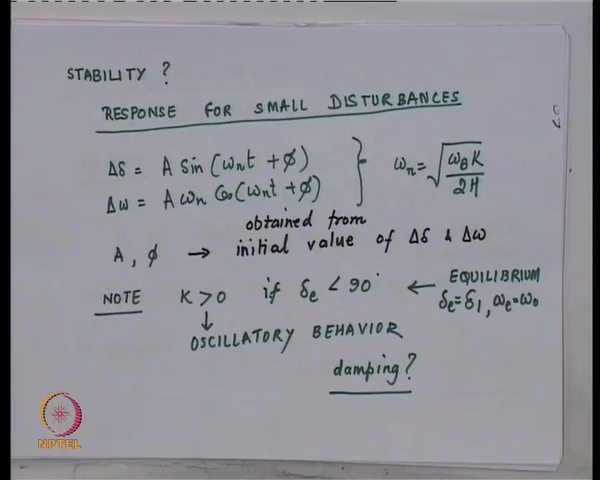 STABILITY ?
RESPONSE FOR SMALL DISTURBANCES
Δδ = A sin (ωnt + ϕ)
Δω = A ωn Cos(ωnt + ϕ) } ωn = √(ωB K / 2H)
obtained from
A, ϕ → initial value of Δδ & Δω
NOTE K > 0 if δe < 90° ← EQUILIBRIUM
δe = δ1, ωe = ωo
↓
OSCILLATORY BEHAVIOR
damping ?
NPTEL